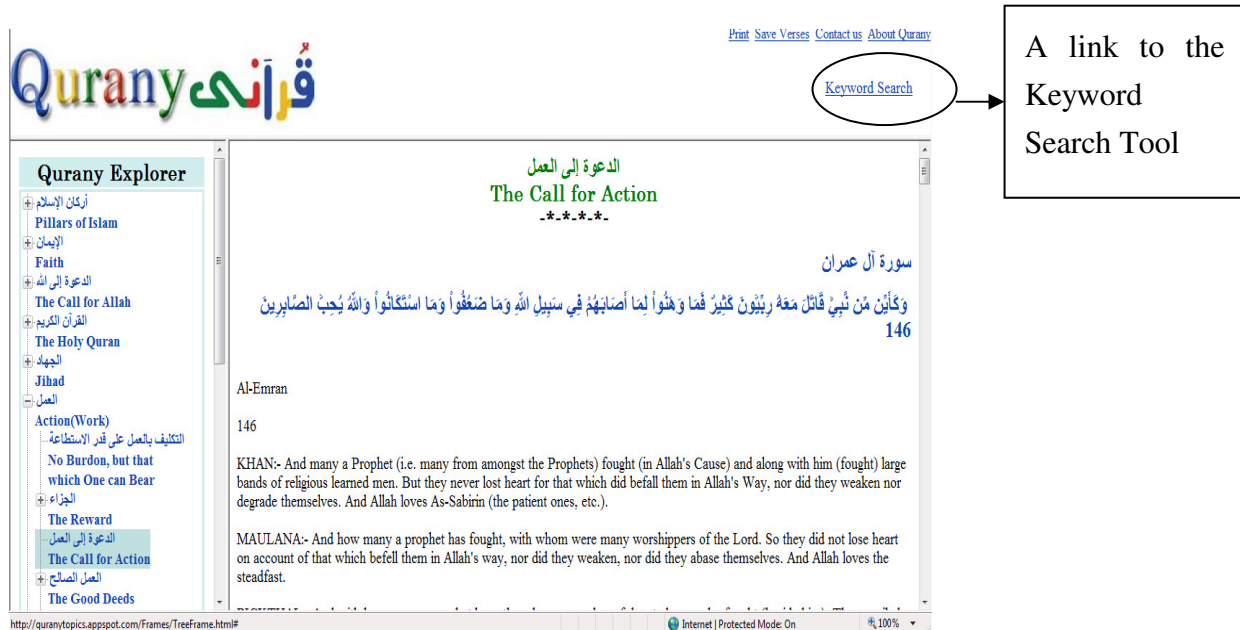 Print Save Verses Contact us About Qurany
Qurany قُرآنى
Keyword Search
A link to the
Keyword
Search Tool
Qurany Explorer
أركان الإسلام
Pillars of Islam
الإيمان
Faith
الدعوة إلى الله
The Call for Allah
القرآن الكريم
The Holy Quran
الجهاد
Jihad
العمل
Action(Work)
التكليف بالعمل على قدر الاستطاعة
No Burdon, but that
which One can Bear
الجزاء
The Reward
الدعوة إلى العمل
The Call for Action
العمل الصالح
The Good Deeds
الدعوة إلى العمل
The Call for Action
-*-*-*-*-
سورة آل عمران
وَكَأَيِّن مِّن نَّبِيٍّ قَاتَلَ مَعَهُ رِبِّيُّونَ كَثِيرٌ فَمَا وَهَنُواْ لِمَا أَصَابَهُمْ فِي سَبِيلِ اللّهِ وَمَا ضَعُفُواْ وَمَا اسْتَكَانُواْ وَاللّهُ يُحِبُّ الصَّابِرِينَ
146
Al-Emran
146
KHAN:- And many a Prophet (i.e. many from amongst the Prophets) fought (in Allah's Cause) and along with him (fought) large
bands of religious learned men. But they never lost heart for that which did befall them in Allah's Way, nor did they weaken nor
degrade themselves. And Allah loves As-Sabirin (the patient ones, etc.).
MAULANA:- And how many a prophet has fought, with whom were many worshippers of the Lord. So they did not lose heart
on account of that which befell them in Allah's way, nor did they weaken, nor did they abase themselves. And Allah loves the
steadfast.
http://quranytopics.appspot.com/Frames/TreeFrame.html#
Internet | Protected Mode: On
100%